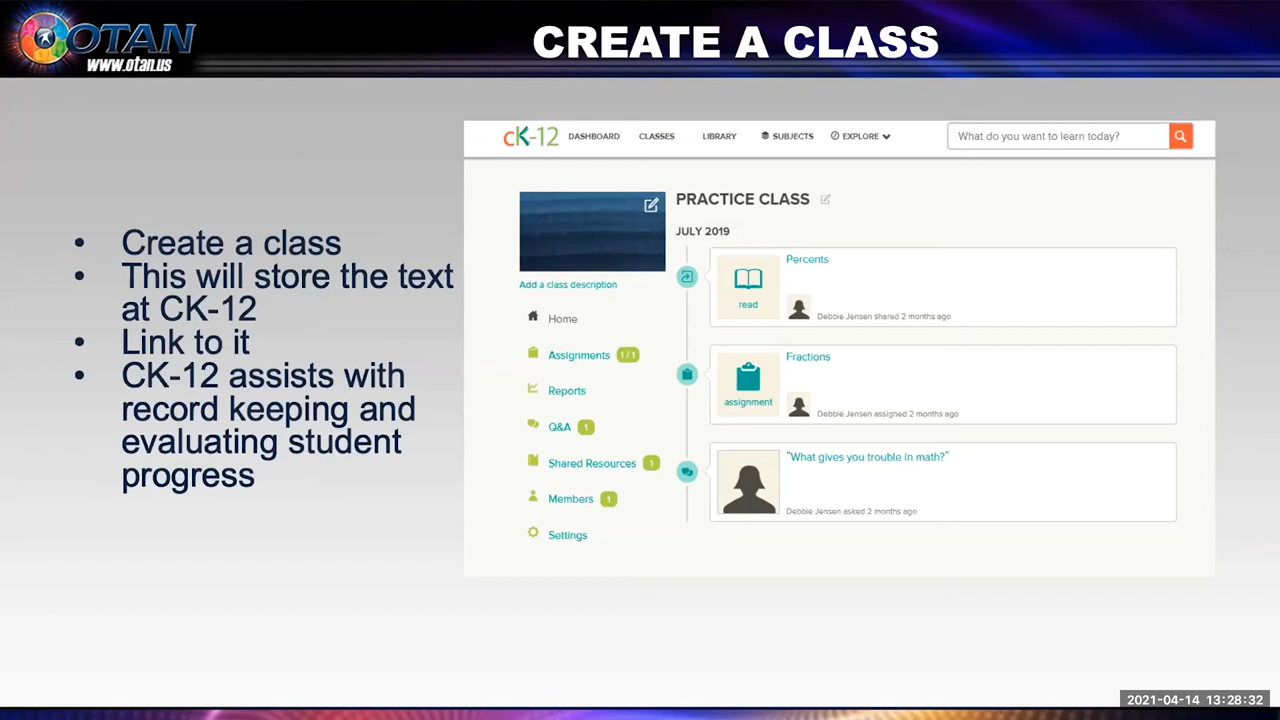 OTAN
www.otan.us
CREATE A CLASS
• Create a class
• This will store the text
at CK-12
• Link to it
• CK-12 assists with
record keeping and
evaluating student
progress
cK-12 DASHBOARD CLASSES LIBRARY SUBJECTS EXPLORE What do you want to learn today?
Add a class description
Home
Assignments 1/1
Reports
Q&A 1
Shared Resources 1
Members 1
Settings
PRACTICE CLASS
JULY 2019
Percents
read
Debbie Jensen shared 2 months ago
Fractions
assignment
Debbie Jensen assigned 2 months ago
"What gives you trouble in math?"
Debbie Jensen asked 2 months ago
2021-04-14 13:28:32